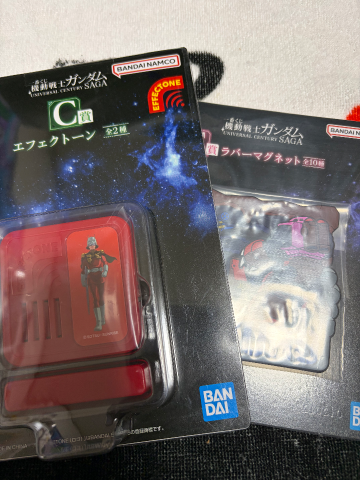 一番くじ
機動戦士ガンダム
UNIVERSAL CENTURY SAGA
BANDAI NAMCO
EFFECTONE
C賞
エフェクトーン
全2種
BAN
DAI
一番くじ
機動戦士ガンダム
UNIVERSAL CENTURY SAGA
賞 ラバーマグネット 全10種